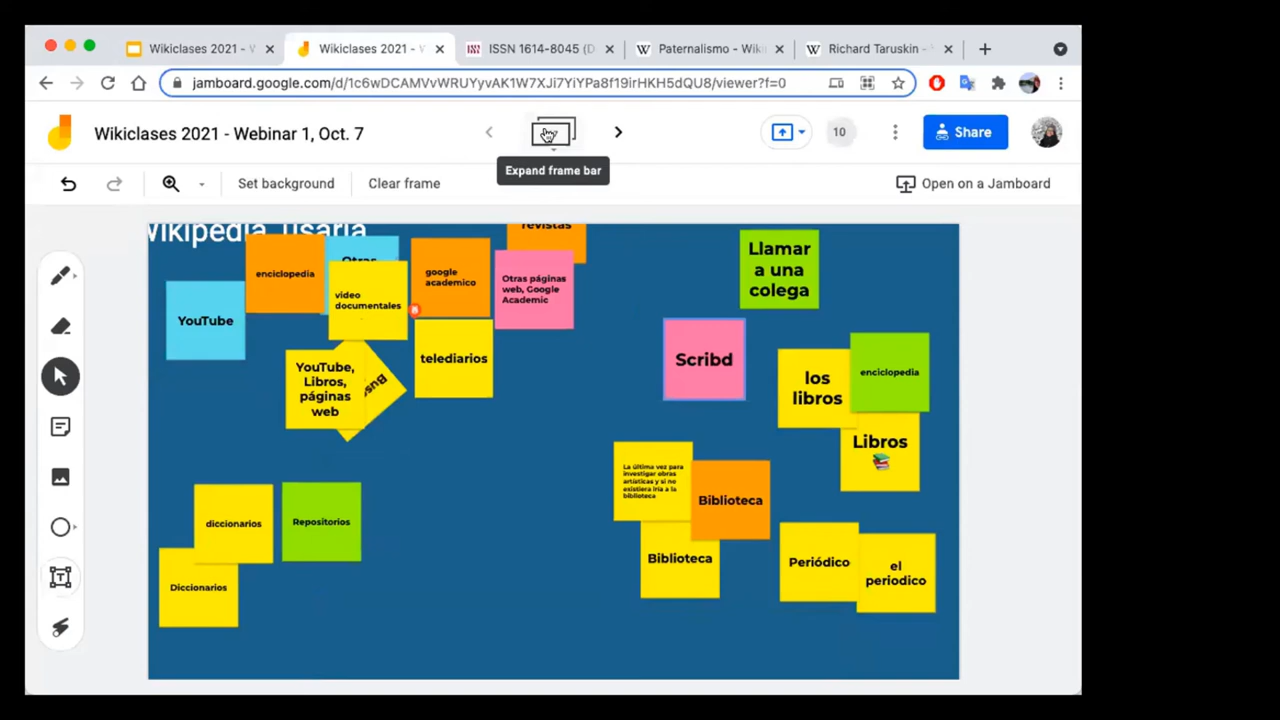 Wikiclases 2021 - W
Wikiclases 2021 - W
ISSN 1614-8045 (D
Paternalismo - Wiki
Richard Taruskin -
jamboard.google.com/d/1c6wDCAMVvWRUYyvAK1W7XJi7YiYPa8f19irHKH5dQU8/viewer?f=0
Wikiclases 2021 - Webinar 1, Oct. 7
10
Share
Expand frame bar
Set background
Clear frame
Open on a Jamboard
Wikipedia, usaría
revistas
enciclopedia
Otras
google
academico
video
documentales
Otras páginas
web, Google
Academic
YouTube
telediarios
YouTube,
Libros,
páginas
web
Bus
Llamar
a una
colega
Scribd
los
libros
enciclopedia
Libros
La última vez para
investigar obras
artísticas y si no
existiera iría a la
biblioteca
Biblioteca
Biblioteca
diccionarios
Repositorios
Diccionarios
Periódico
el
periodico